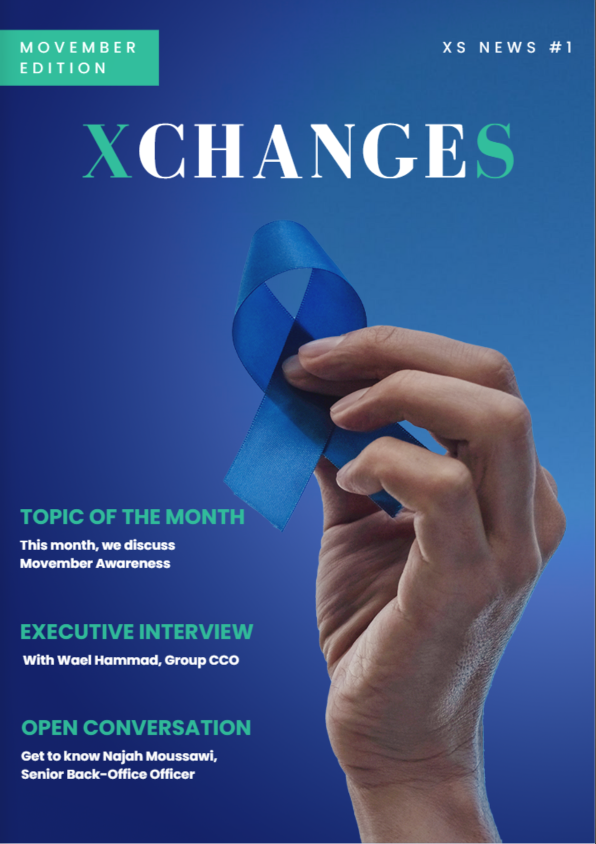 MOVEMBER
EDITION
XS NEWS #1
XCHANGES
TOPIC OF THE MONTH
This month, we discuss
Movember Awareness
EXECUTIVE INTERVIEW
With Wael Hammad, Group CCO
OPEN CONVERSATION
Get to know Najah Moussawi,
Senior Back-Office Officer